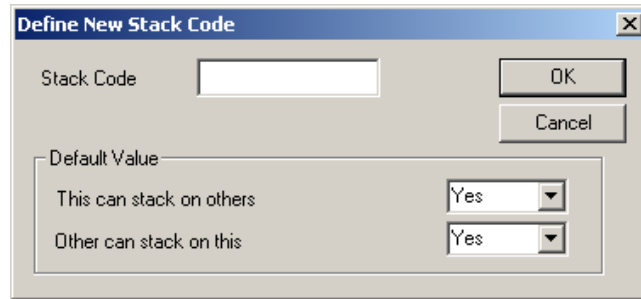 Define New Stack Code
Stack Code
OK
Cancel
Default Value
This can stack on others Yes
Other can stack on this Yes